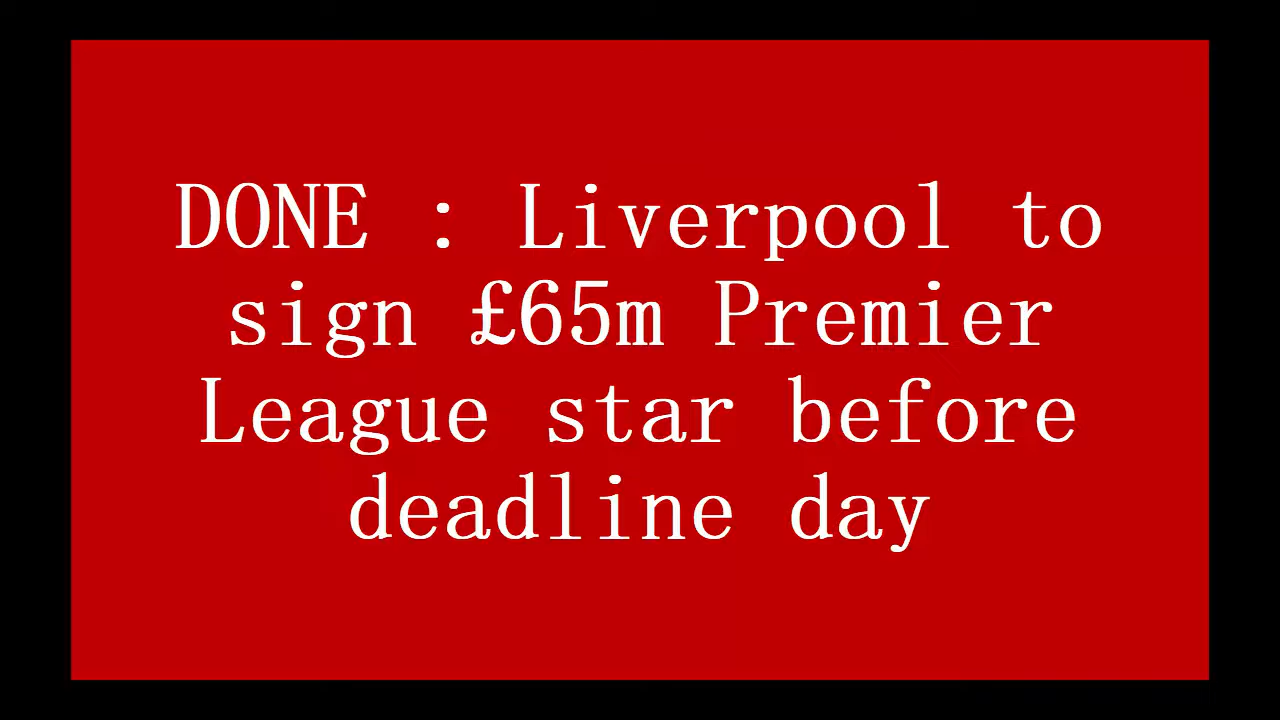 DONE : Liverpool to
sign £65m Premier
League star before
deadline day